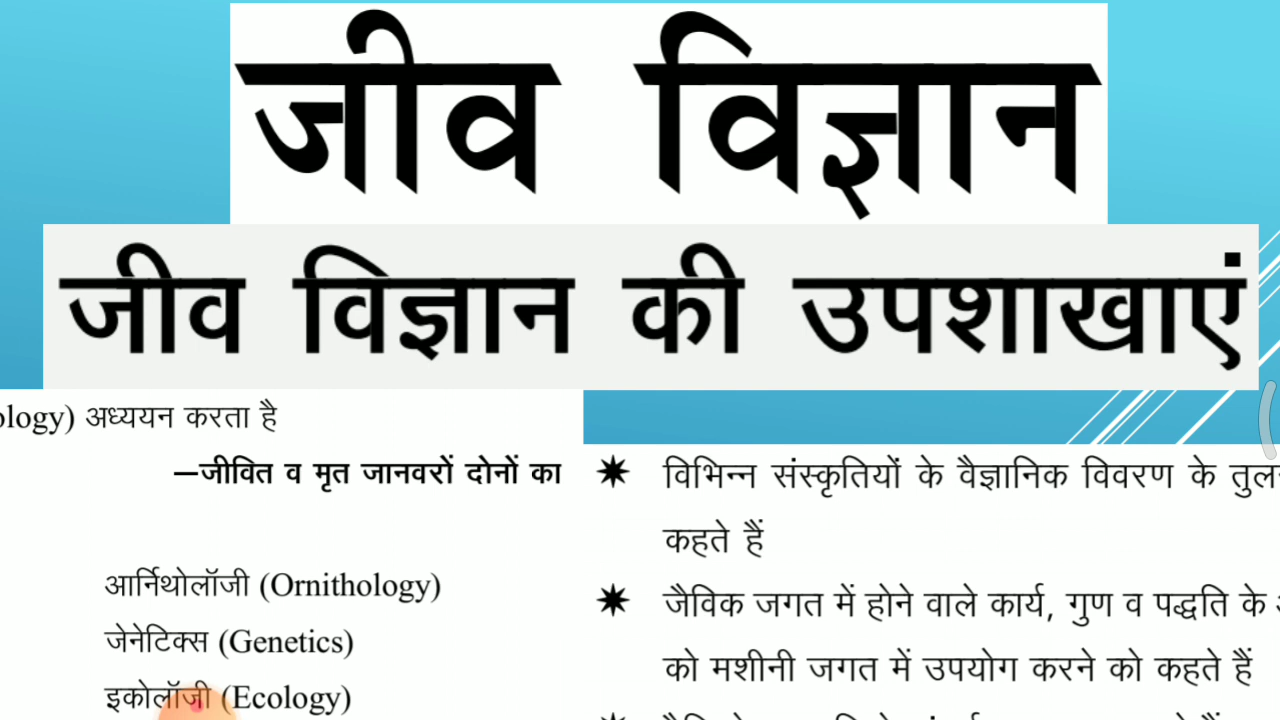 जीव विज्ञान
जीव विज्ञान की उपशाखाएं
अध्ययन करता है
—जीवित व मृत जानवरों दोनों का
आर्निथोलॉजी (Ornithology)
जेनेटिक्स (Genetics)
इकोलॉजी (Ecology)
✷ विभिन्न संस्कृतियों के वैज्ञानिक विवरण के
कहते हैं
✷ जैविक जगत में होने वाले कार्य, गुण व पद्धति के
को मशीनी जगत में उपयोग करने को कहते हैं